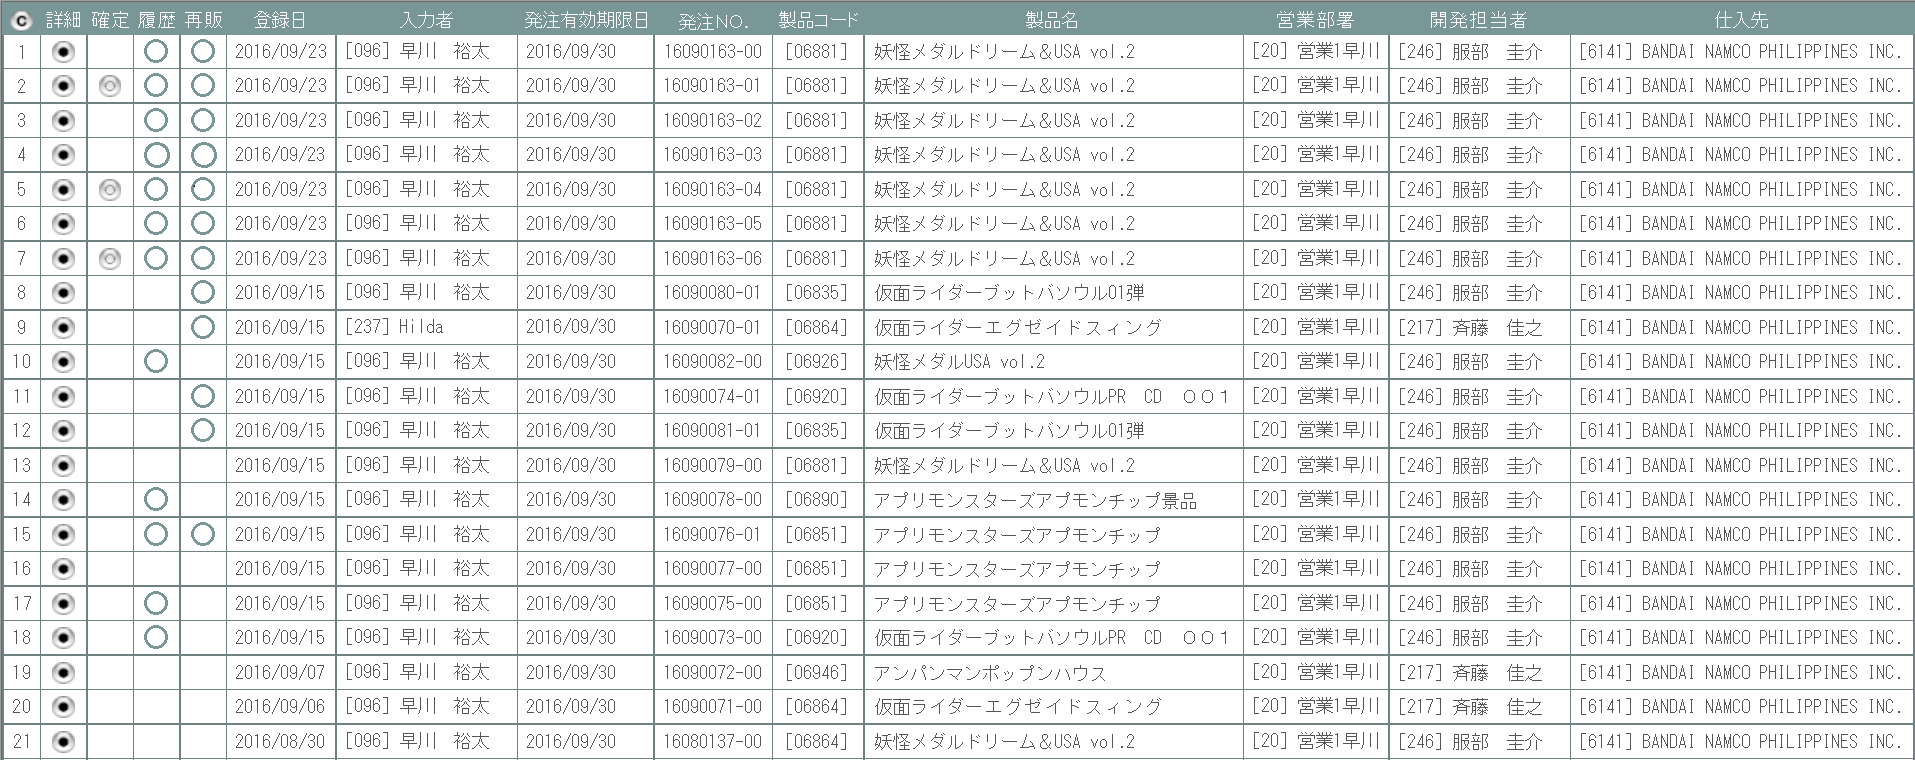 C 詳細 確定 履歴 再販 登録日 入力者 発注有効期限日 発注NO. 製品コード 製品名 営業部署 開発担当者 仕入先
1 2016/09/23 [096] 早川　裕太 2016/09/30 16090163-00 [06881] 妖怪メダルドリーム&USA vol.2 [20] 営業1早川 [246] 服部　圭介 [6141] BANDAI NAMCO PHILIPPINES INC.
2 2016/09/23 [096] 早川　裕太 2016/09/30 16090163-01 [06881] 妖怪メダルドリーム&USA vol.2 [20] 営業1早川 [246] 服部　圭介 [6141] BANDAI NAMCO PHILIPPINES INC.
3 2016/09/23 [096] 早川　裕太 2016/09/30 16090163-02 [06881] 妖怪メダルドリーム&USA vol.2 [20] 営業1早川 [246] 服部　圭介 [6141] BANDAI NAMCO PHILIPPINES INC.
4 2016/09/23 [096] 早川　裕太 2016/09/30 16090163-03 [06881] 妖怪メダルドリーム&USA vol.2 [20] 営業1早川 [246] 服部　圭介 [6141] BANDAI NAMCO PHILIPPINES INC.
5 2016/09/23 [096] 早川　裕太 2016/09/30 16090163-04 [06881] 妖怪メダルドリーム&USA vol.2 [20] 営業1早川 [246] 服部　圭介 [6141] BANDAI NAMCO PHILIPPINES INC.
6 2016/09/23 [096] 早川　裕太 2016/09/30 16090163-05 [06881] 妖怪メダルドリーム&USA vol.2 [20] 営業1早川 [246] 服部　圭介 [6141] BANDAI NAMCO PHILIPPINES INC.
7 2016/09/23 [096] 早川　裕太 2016/09/30 16090163-06 [06881] 妖怪メダルドリーム&USA vol.2 [20] 営業1早川 [246] 服部　圭介 [6141] BANDAI NAMCO PHILIPPINES INC.
8 2016/09/15 [096] 早川　裕太 2016/09/30 16090080-01 [06835] 仮面ライダーブットバソウル01弾 [20] 営業1早川 [246] 服部　圭介 [6141] BANDAI NAMCO PHILIPPINES INC.
9 2016/09/15 [237] Hilda 2016/09/30 16090070-01 [06864] 仮面ライダーエグゼイドスィング [20] 営業1早川 [217] 斉藤　佳之 [6141] BANDAI NAMCO PHILIPPINES INC.
10 2016/09/15 [096] 早川　裕太 2016/09/30 16090082-00 [06926] 妖怪メダルUSA vol.2 [20] 営業1早川 [246] 服部　圭介 [6141] BANDAI NAMCO PHILIPPINES INC.
11 2016/09/15 [096] 早川　裕太 2016/09/30 16090074-01 [06920] 仮面ライダーブットバソウルPR　CD　００１ [20] 営業1早川 [246] 服部　圭介 [6141] BANDAI NAMCO PHILIPPINES INC.
12 2016/09/15 [096] 早川　裕太 2016/09/30 16090081-01 [06835] 仮面ライダーブットバソウル01弾 [20] 営業1早川 [246] 服部　圭介 [6141] BANDAI NAMCO PHILIPPINES INC.
13 2016/09/15 [096] 早川　裕太 2016/09/30 16090079-00 [06881] 妖怪メダルドリーム&USA vol.2 [20] 営業1早川 [246] 服部　圭介 [6141] BANDAI NAMCO PHILIPPINES INC.
14 2016/09/15 [096] 早川　裕太 2016/09/30 16090078-00 [06890] アプリモンスターズアプモンチップ景品 [20] 営業1早川 [246] 服部　圭介 [6141] BANDAI NAMCO PHILIPPINES INC.
15 2016/09/15 [096] 早川　裕太 2016/09/30 16090076-01 [06851] アプリモンスターズアプモンチップ [20] 営業1早川 [246] 服部　圭介 [6141] BANDAI NAMCO PHILIPPINES INC.
16 2016/09/15 [096] 早川　裕太 2016/09/30 16090077-00 [06851] アプリモンスターズアプモンチップ [20] 営業1早川 [246] 服部　圭介 [6141] BANDAI NAMCO PHILIPPINES INC.
17 2016/09/15 [096] 早川　裕太 2016/09/30 16090075-00 [06851] アプリモンスターズアプモンチップ [20] 営業1早川 [246] 服部　圭介 [6141] BANDAI NAMCO PHILIPPINES INC.
18 2016/09/15 [096] 早川　裕太 2016/09/30 16090073-00 [06920] 仮面ライダーブットバソウルPR　CD　００１ [20] 営業1早川 [246] 服部　圭介 [6141] BANDAI NAMCO PHILIPPINES INC.
19 2016/09/07 [096] 早川　裕太 2016/09/30 16090072-00 [06946] アンパンマンポップンハウス [20] 営業1早川 [217] 斉藤　佳之 [6141] BANDAI NAMCO PHILIPPINES INC.
20 2016/09/06 [096] 早川　裕太 2016/09/30 16090071-00 [06864] 仮面ライダーエグゼイドスィング [20] 営業1早川 [217] 斉藤　佳之 [6141] BANDAI NAMCO PHILIPPINES INC.
21 2016/08/30 [096] 早川　裕太 2016/09/30 16080137-00 [06864] 妖怪メダルドリーム&USA vol.2 [20] 営業1早川 [246] 服部　圭介 [6141] BANDAI NAMCO PHILIPPINES INC.